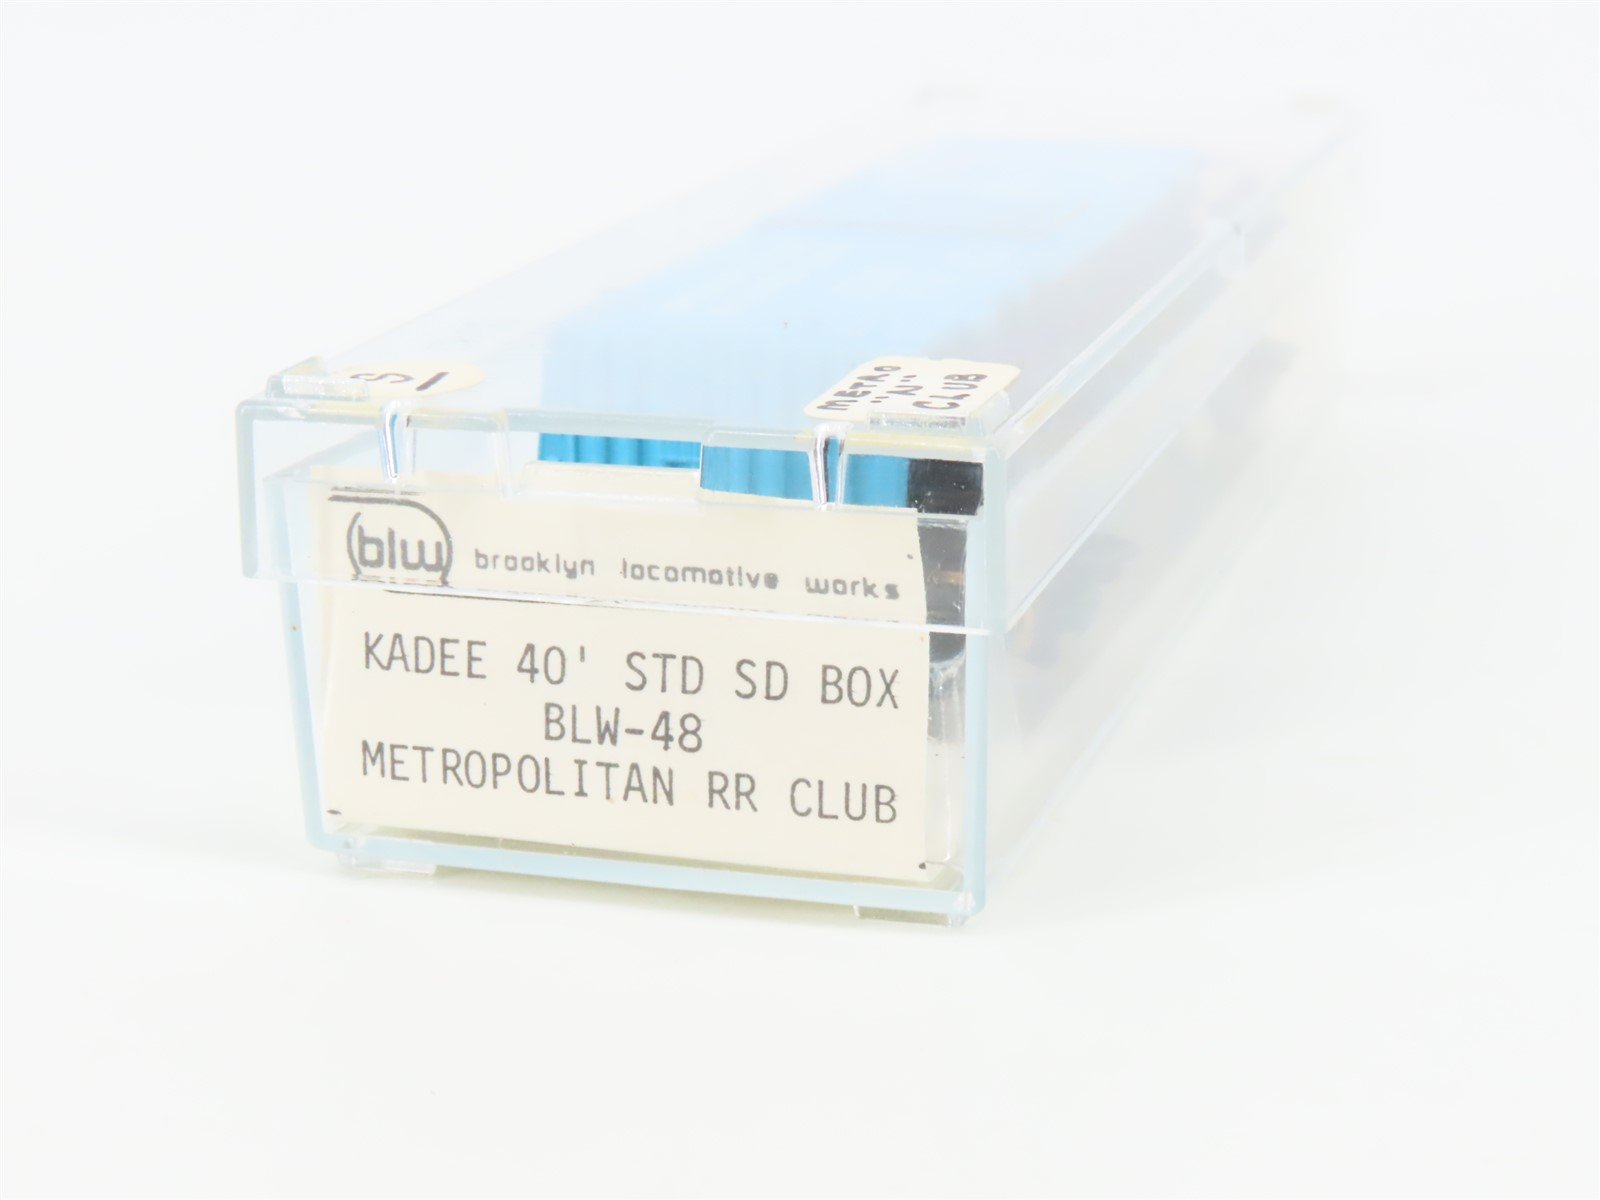 METRO
"N"
CLUB
blw brooklyn locomotive works
KADEE 40' STD SD BOX
BLW-48
METROPOLITAN RR CLUB